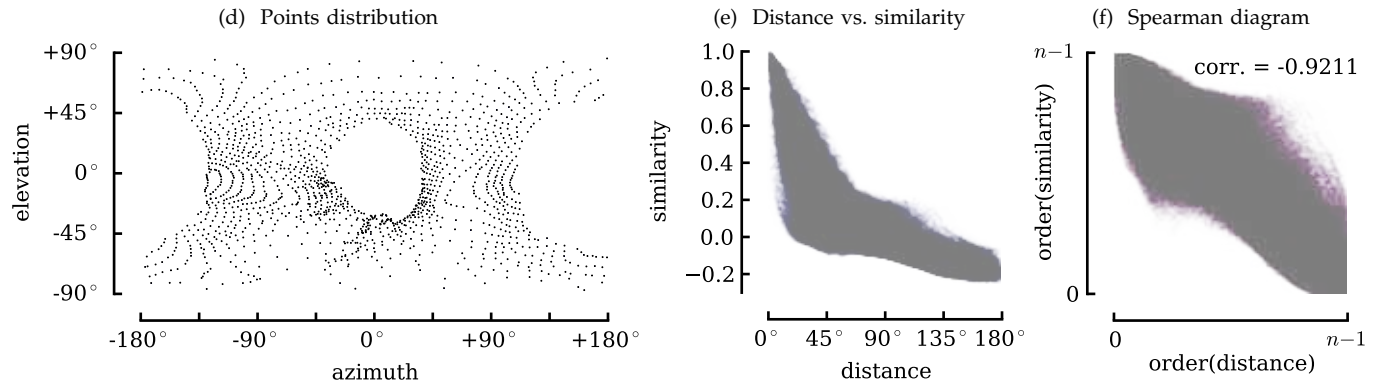 (d) Points distribution
+90°
+45°
0°
-45°
-90°
elevation
-180° -90° 0° +90° +180°
azimuth
(e) Distance vs. similarity
1.0
0.8
0.6
0.4
0.2
0.0
−0.2
similarity
0° 45° 90° 135° 180°
distance
(f) Spearman diagram
n−1
corr. = -0.9211
0
order(similarity)
0 n−1
order(distance)